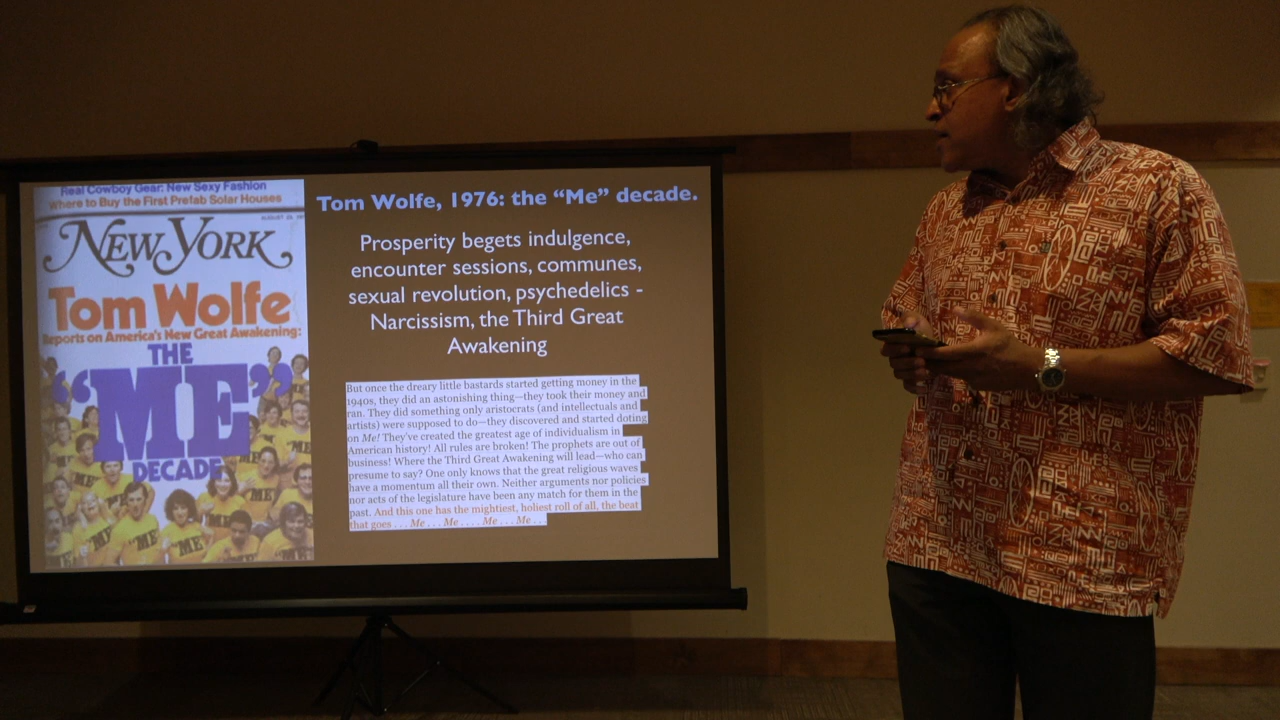 Real Cowboy Gear: New Sexy Fashion
Where to Buy the First Prefab Solar Houses
NEW YORK
Tom Wolfe
Reports on America's New Great Awakening:
THE
"ME"
DECADE
ME
ME
ME
ME
Tom Wolfe, 1976: the “Me” decade.
Prosperity begets indulgence,
encounter sessions, communes,
sexual revolution, psychedelics -
Narcissism, the Third Great
Awakening
But once the dreary little bastards started getting money in the
1940s, they did an astonishing thing—they took their money and
ran. They did something only aristocrats (and intellectuals and
artists) were supposed to do—they discovered and started doting
on Me! They've created the greatest age of individualism in
American history! All rules are broken! The prophets are out of
business! Where the Third Great Awakening will lead—who can
presume to say? One only knows that the great religious waves
have a momentum all their own. Neither arguments nor policies
nor acts of the legislature have been any match for them in the
past. And this one has the mightiest, holiest roll of all, the beat
that goes . . . Me . . . Me . . . . Me . . . Me . . .